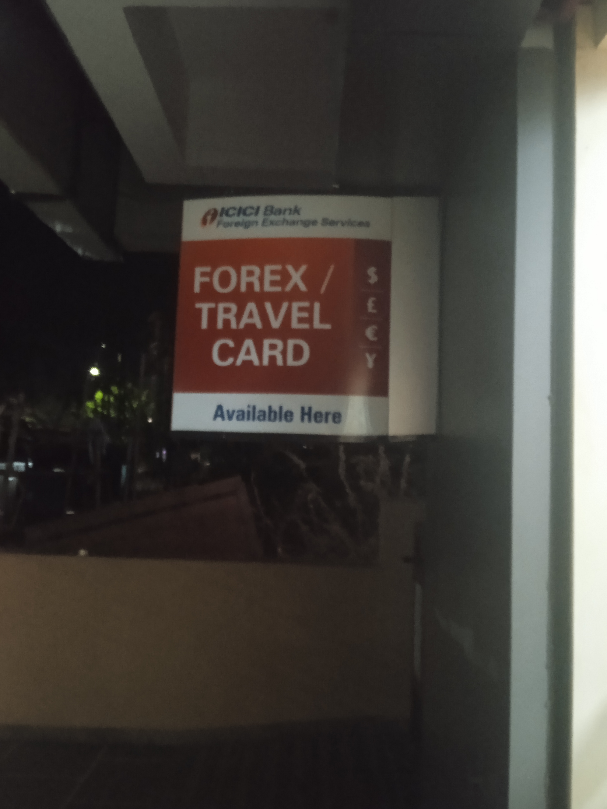 ICICI Bank
Foreign Exchange Services
FOREX /
TRAVEL
CARD
$
£
€
¥
Available Here